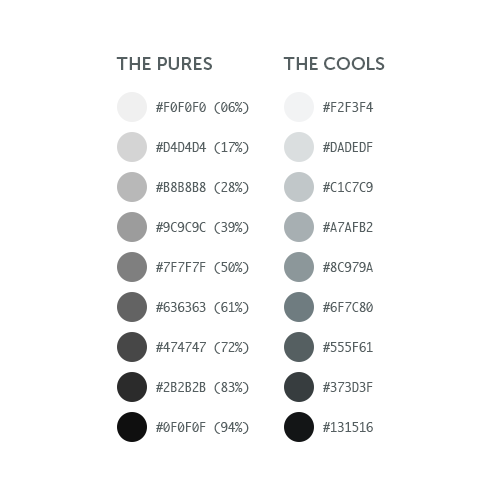 THE PURES
#F0F0F0 (06%)
#D4D4D4 (17%)
#B8B8B8 (28%)
#9C9C9C (39%)
#7F7F7F (50%)
#636363 (61%)
#474747 (72%)
#2B2B2B (83%)
#0F0F0F (94%)
THE COOLS
#F2F3F4
#DADEDF
#C1C7C9
#A7AFB2
#8C979A
#6F7C80
#555F61
#373D3F
#131516